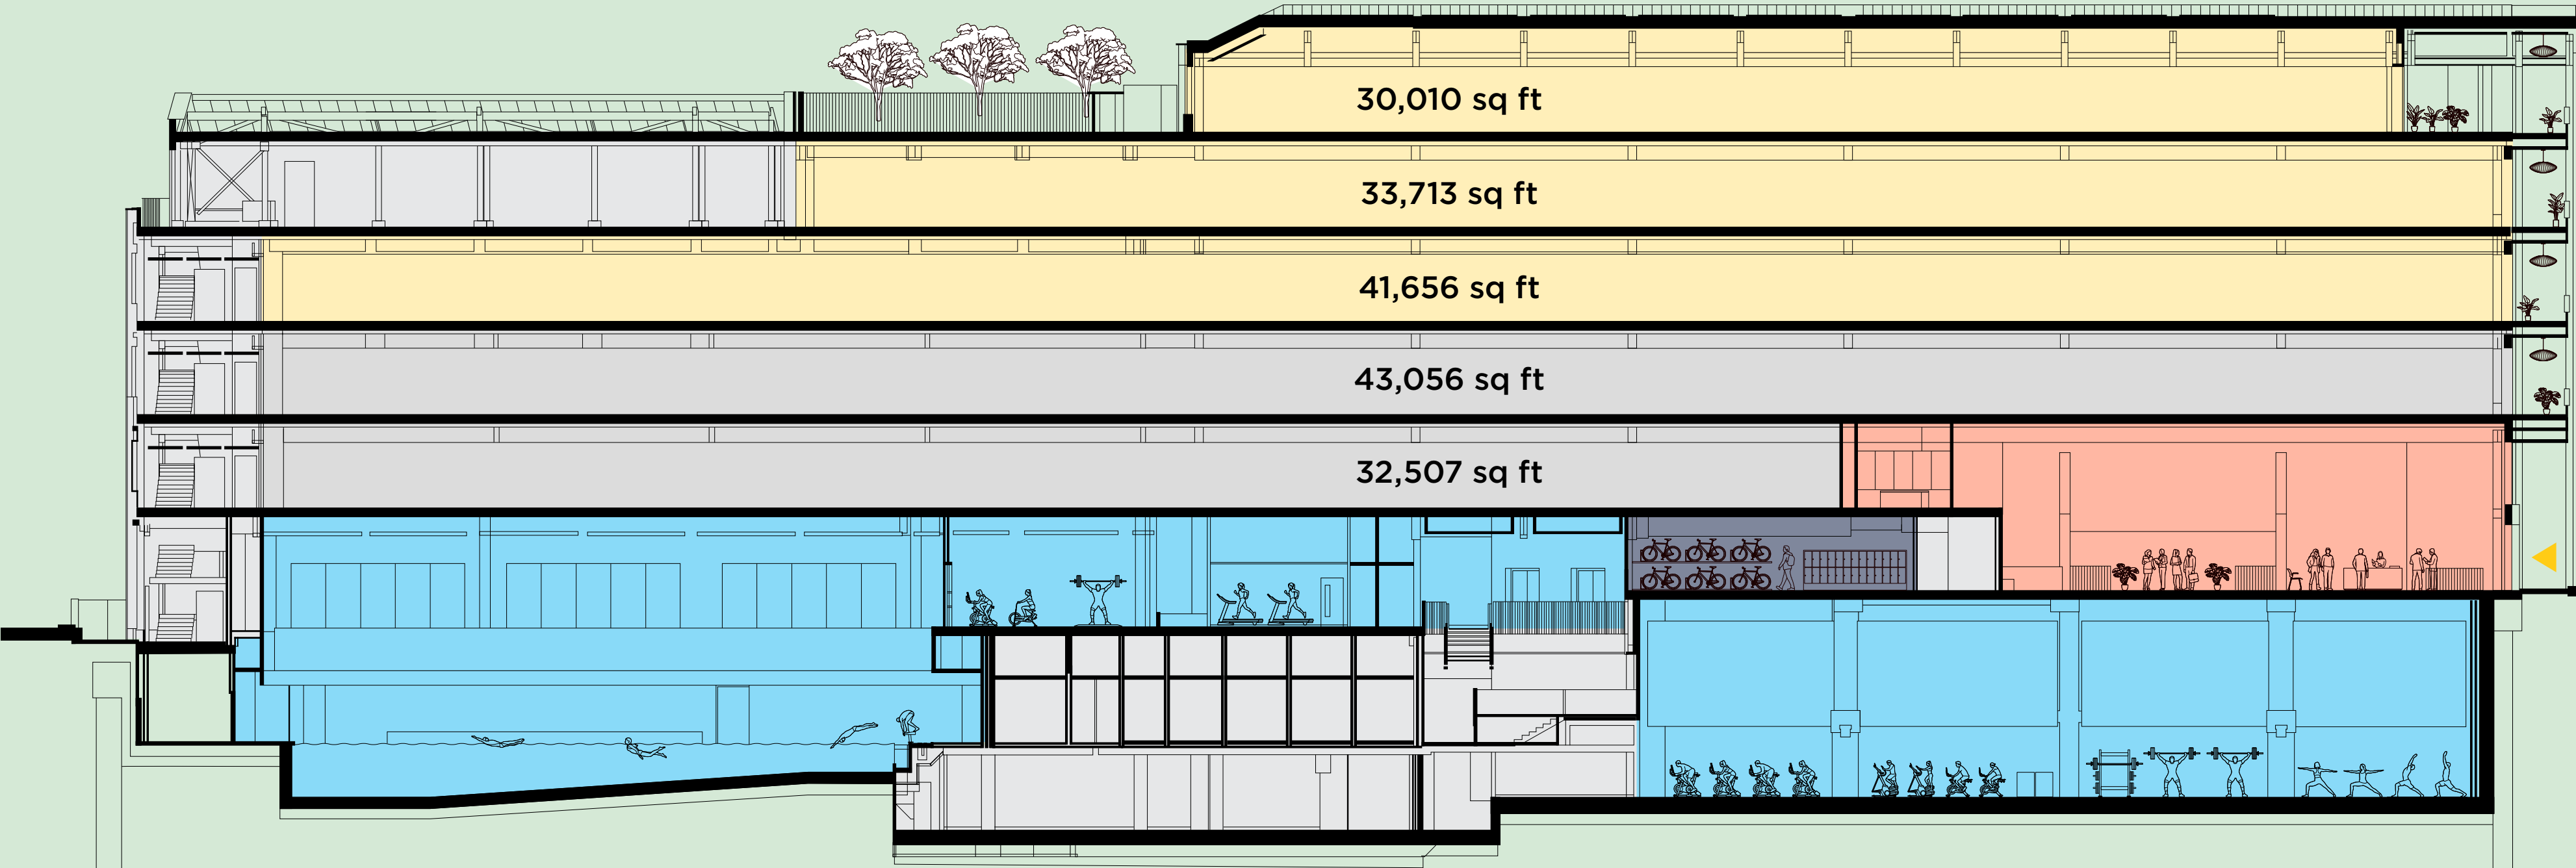 30,010 sq ft
33,713 sq ft
41,656 sq ft
43,056 sq ft
32,507 sq ft